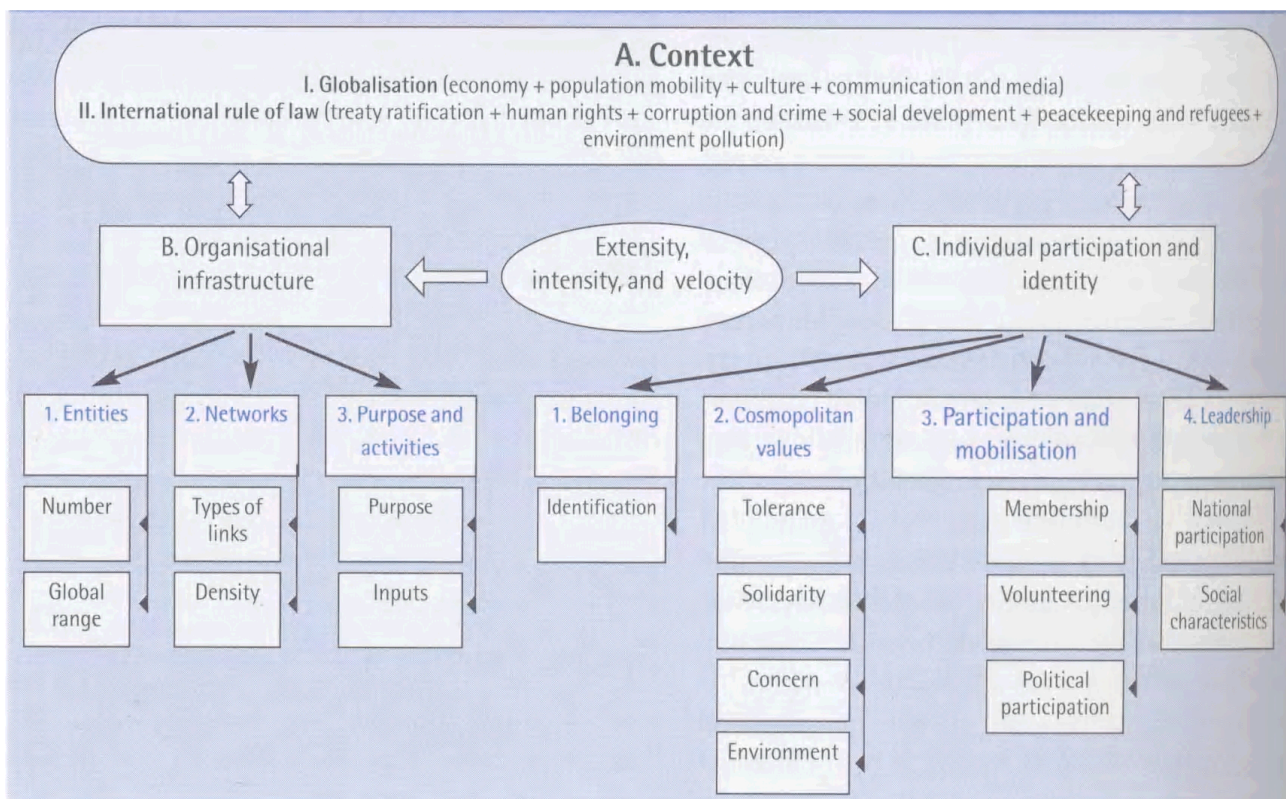 A. Context
I. Globalisation (economy + population mobility + culture + communication and media)
II. International rule of law (treaty ratification + human rights + corruption and crime + social development + peacekeeping and refugees +
environment pollution)
B. Organisational
infrastructure
Extensity,
intensity, and velocity
C. Individual participation and
identity
1. Entities
2. Networks
3. Purpose and
activities
1. Belonging
2. Cosmopolitan
values
3. Participation and
mobilisation
4. Leadership
Number
Types of
links
Purpose
Identification
Tolerance
Membership
National
participation
Global
range
Density
Inputs
Solidarity
Volunteering
Social
characteristics
Concern
Political
participation
Environment